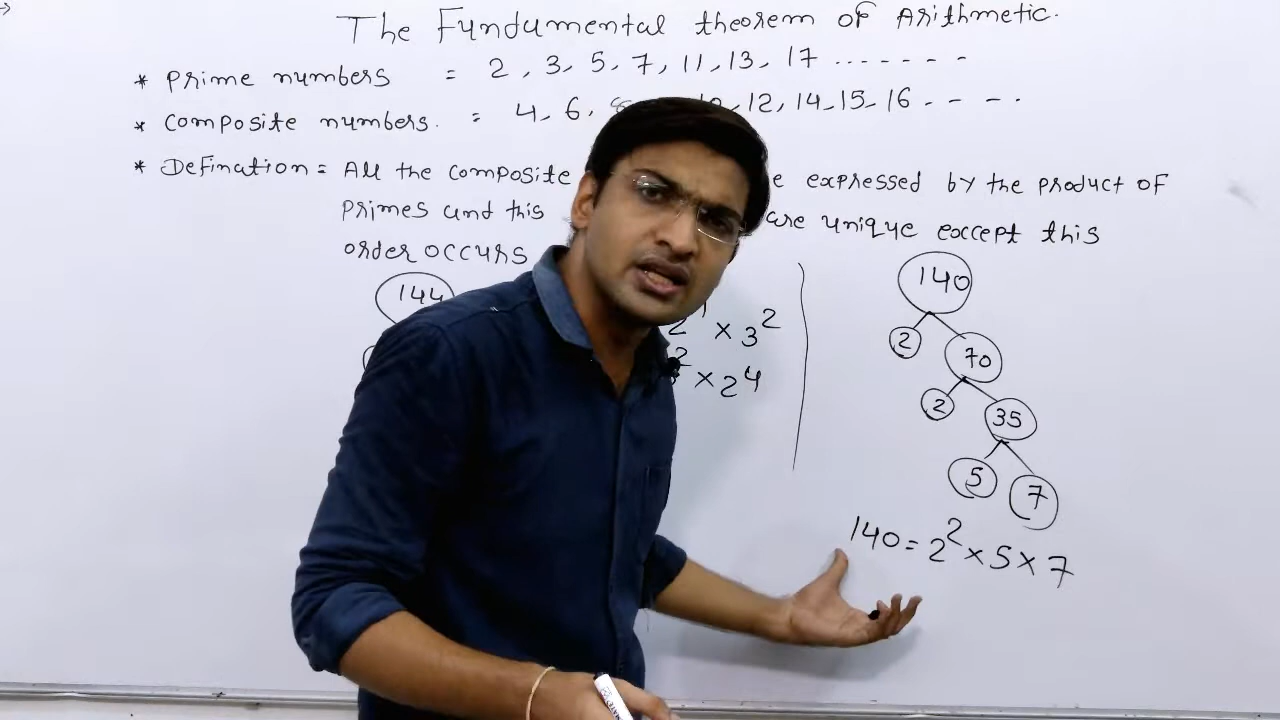 The Fundumental theorem of Arithmetic.
* Prime numbers = 2, 3, 5, 7, 11, 13, 17 .......
* Composite numbers. = 4, 6, 8 12, 14, 15, 16 - - - .
* Defination = All the composite expressed by the product of
primes and this are unique except this
order occurs
144
2 × 3²
× 2⁴
140
2 70
2 35
5 7
140 = 2² × 5 × 7